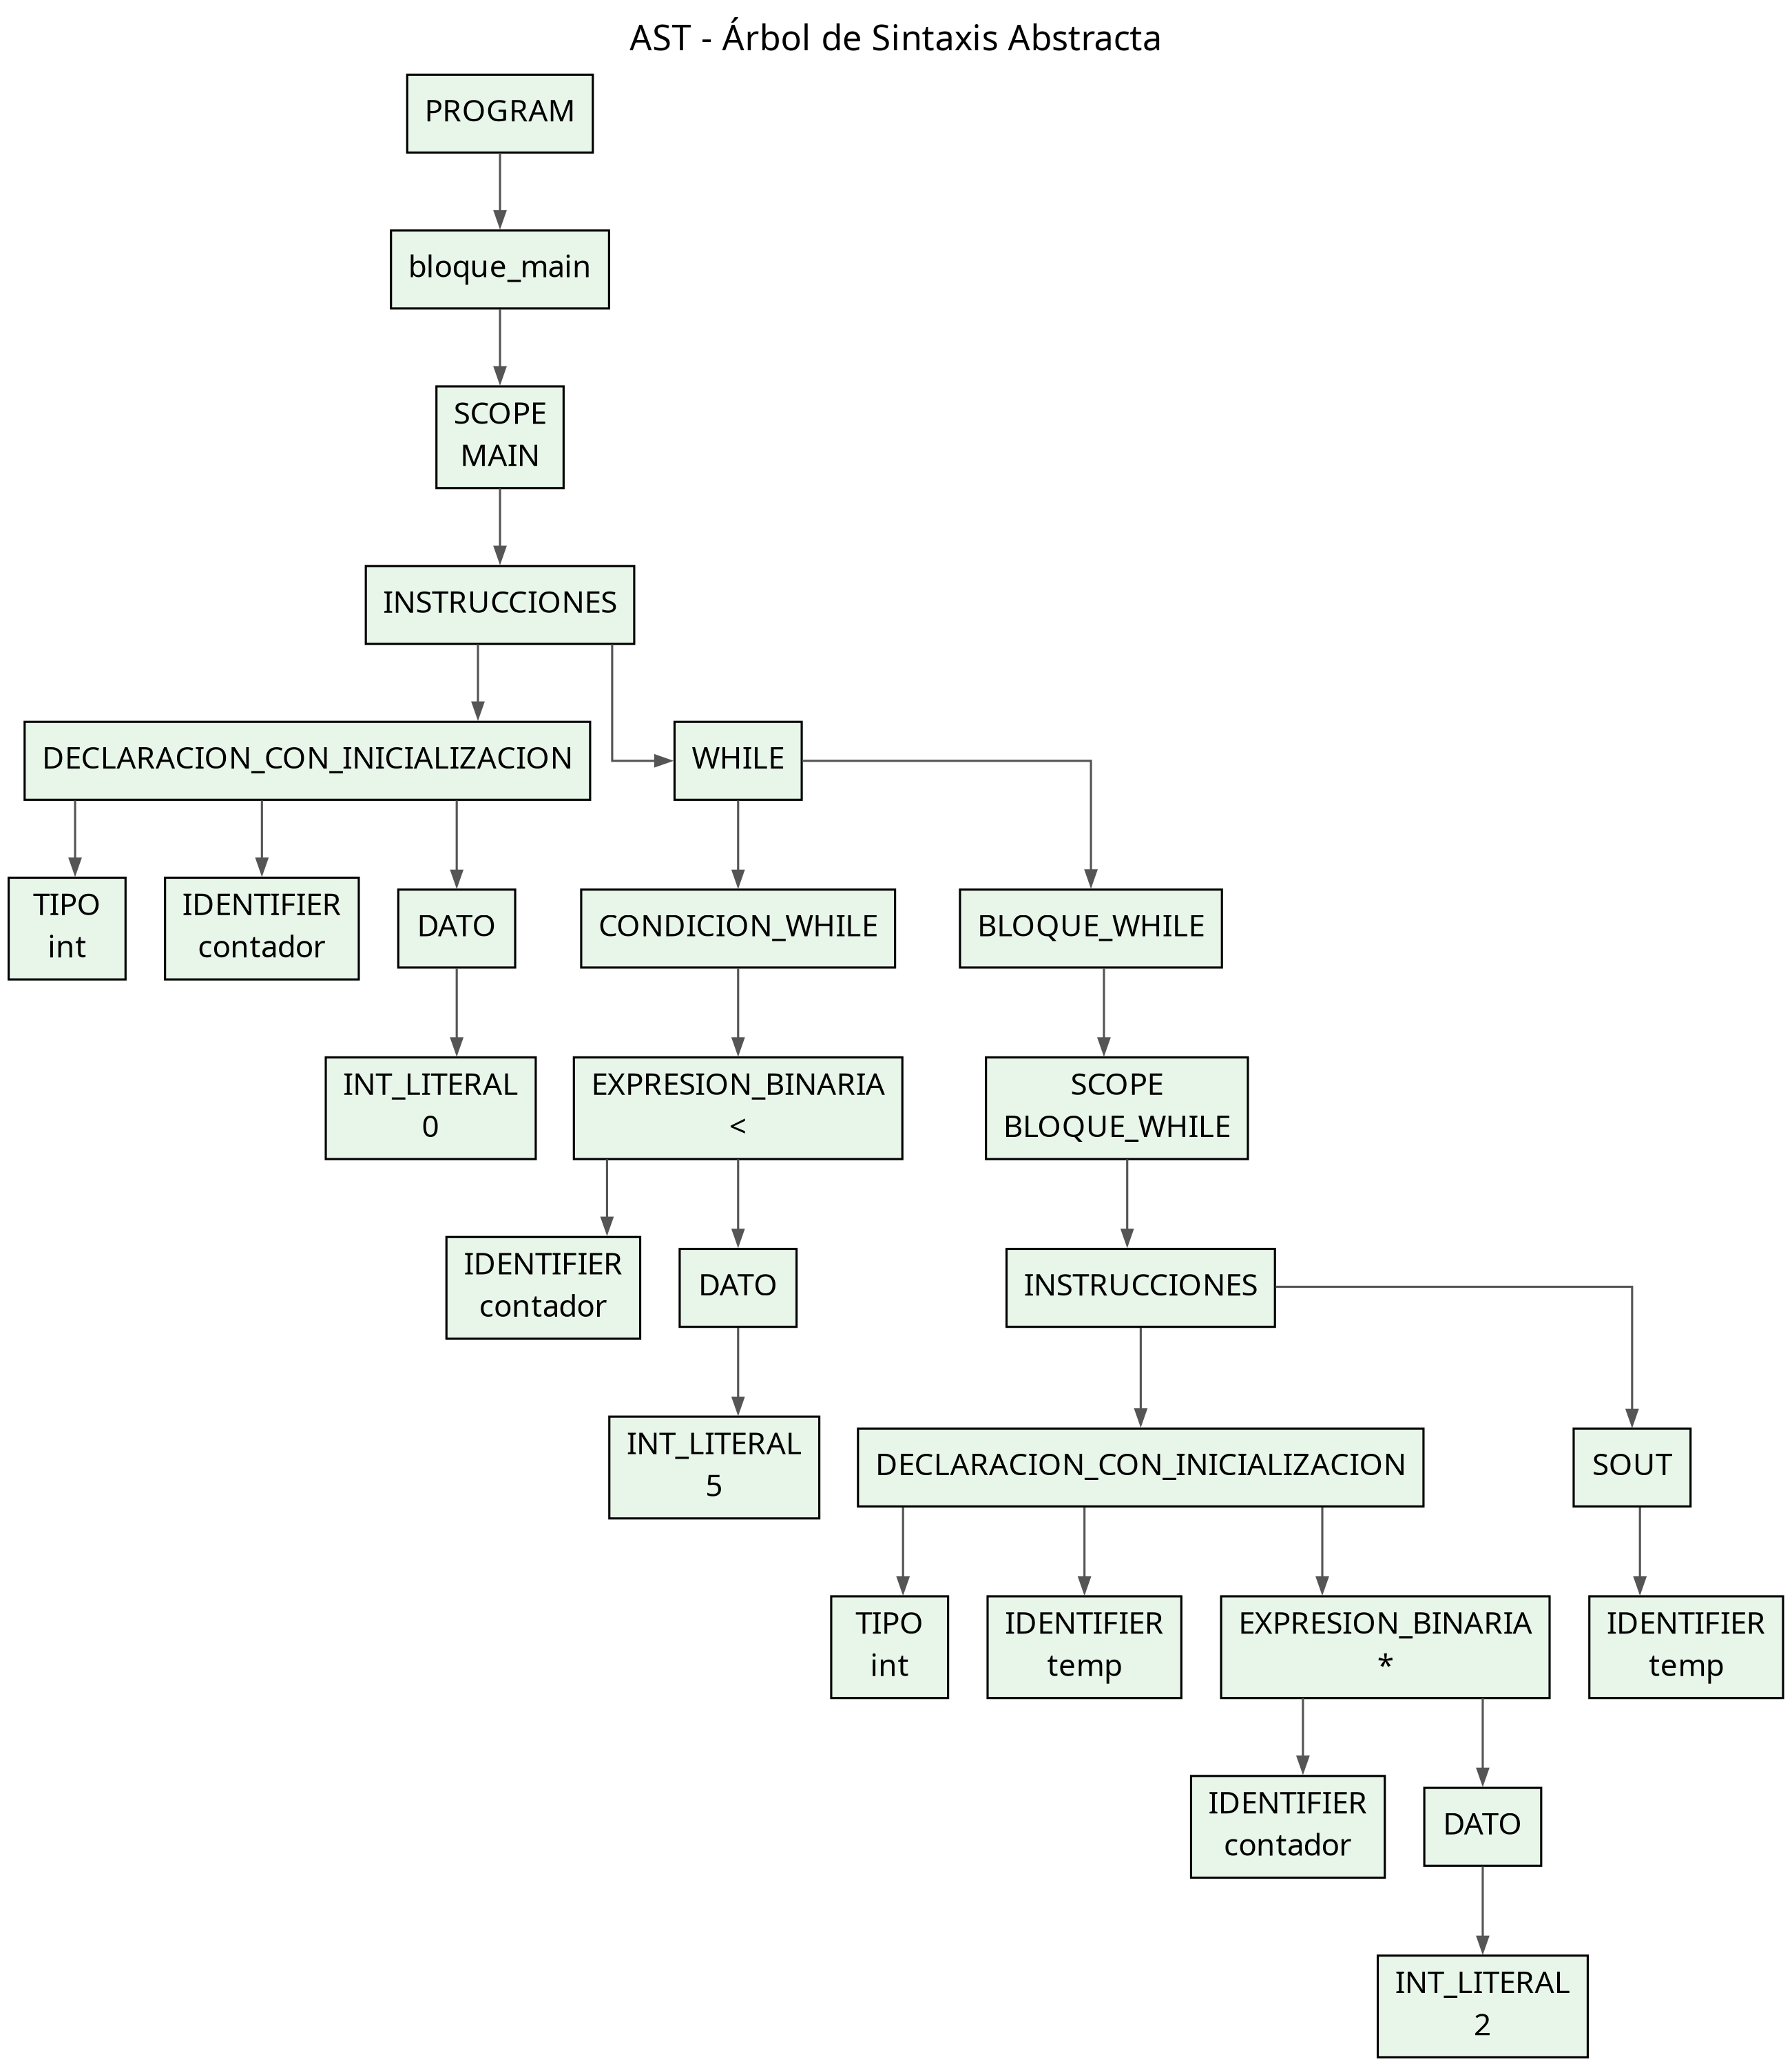 AST - Árbol de Sintaxis Abstracta
PROGRAM
bloque_main
SCOPE
MAIN
INSTRUCCIONES
DECLARACION_CON_INICIALIZACION
WHILE
TIPO
int
IDENTIFIER
contador
DATO
CONDICION_WHILE
BLOQUE_WHILE
INT_LITERAL
0
EXPRESION_BINARIA
<
SCOPE
BLOQUE_WHILE
IDENTIFIER
contador
DATO
INSTRUCCIONES
INT_LITERAL
5
DECLARACION_CON_INICIALIZACION
SOUT
TIPO
int
IDENTIFIER
temp
EXPRESION_BINARIA
*
IDENTIFIER
temp
IDENTIFIER
contador
DATO
INT_LITERAL
2